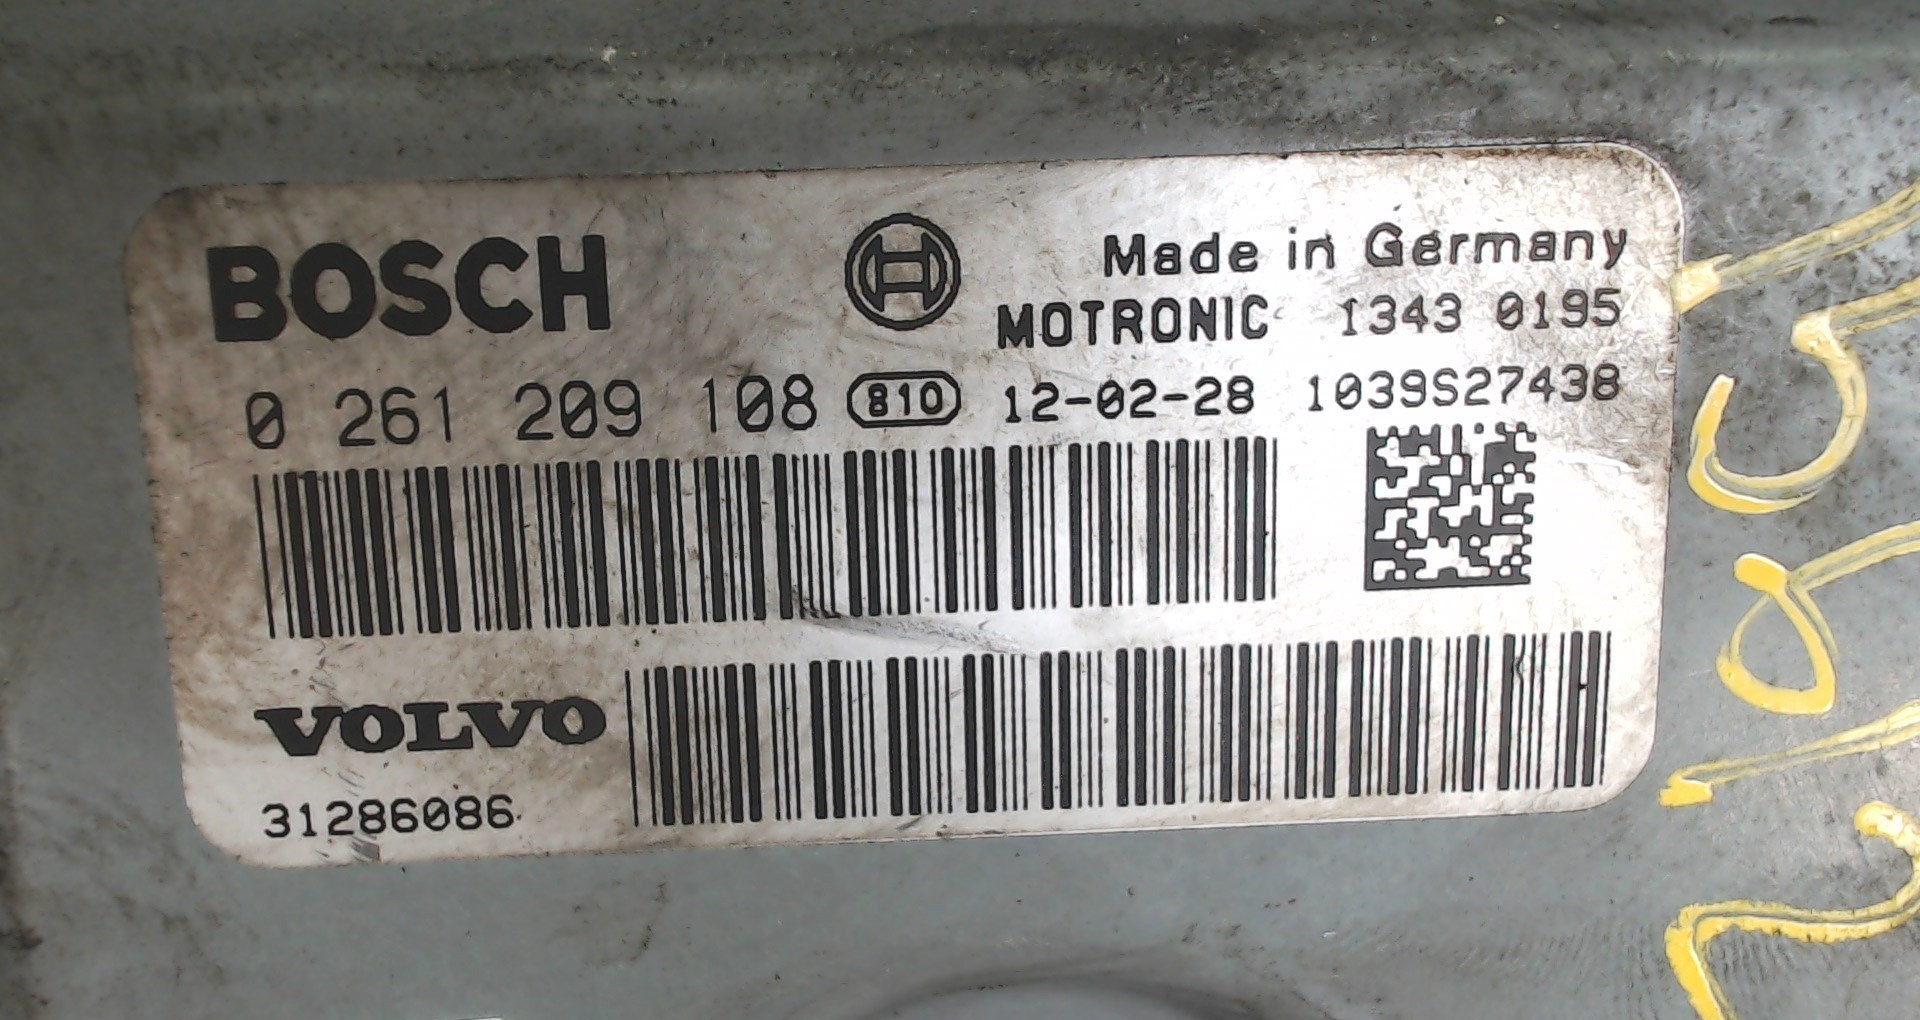 BOSCH
Made in Germany
MOTRONIC 1343 0195
0 261 209 108 810 12-02-28 1039S27438
VOLVO
31286086